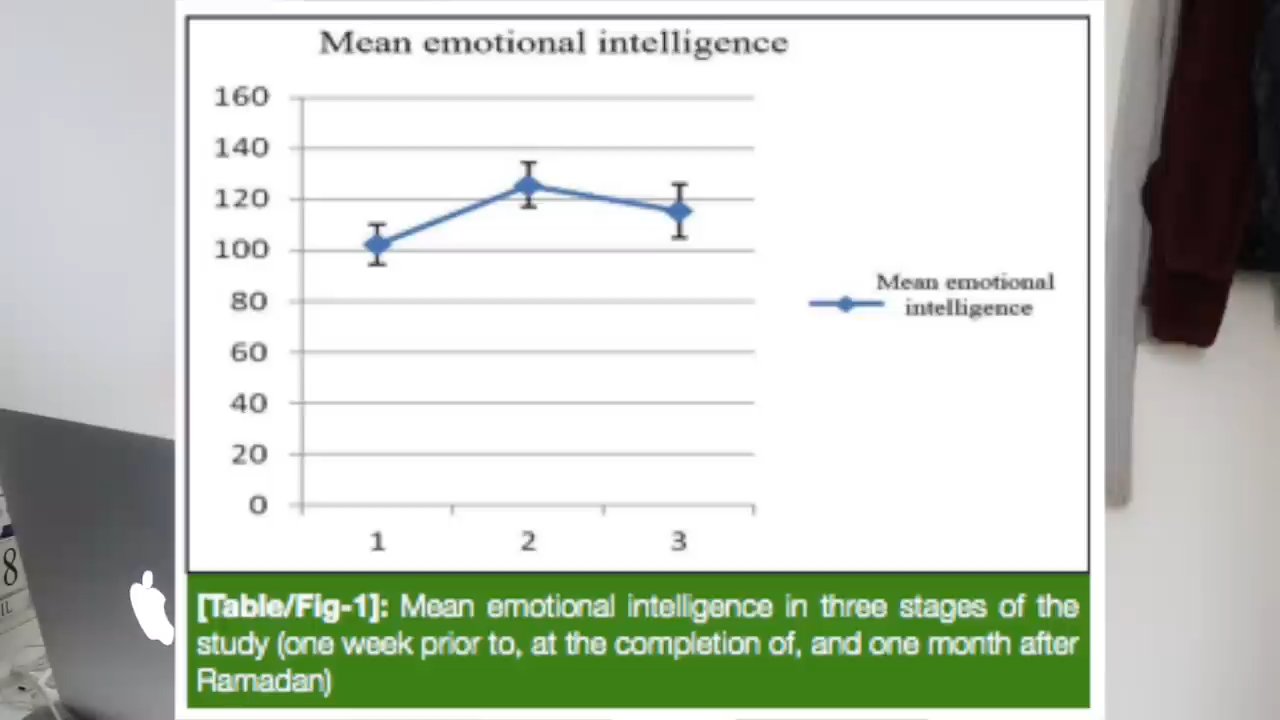 Mean emotional intelligence
160
140
120
100
80
60
40
20
0
1 2 3
Mean emotional
intelligence
[Table/Fig-1]: Mean emotional intelligence in three stages of the
study (one week prior to, at the completion of, and one month after
Ramadan)
8
IL